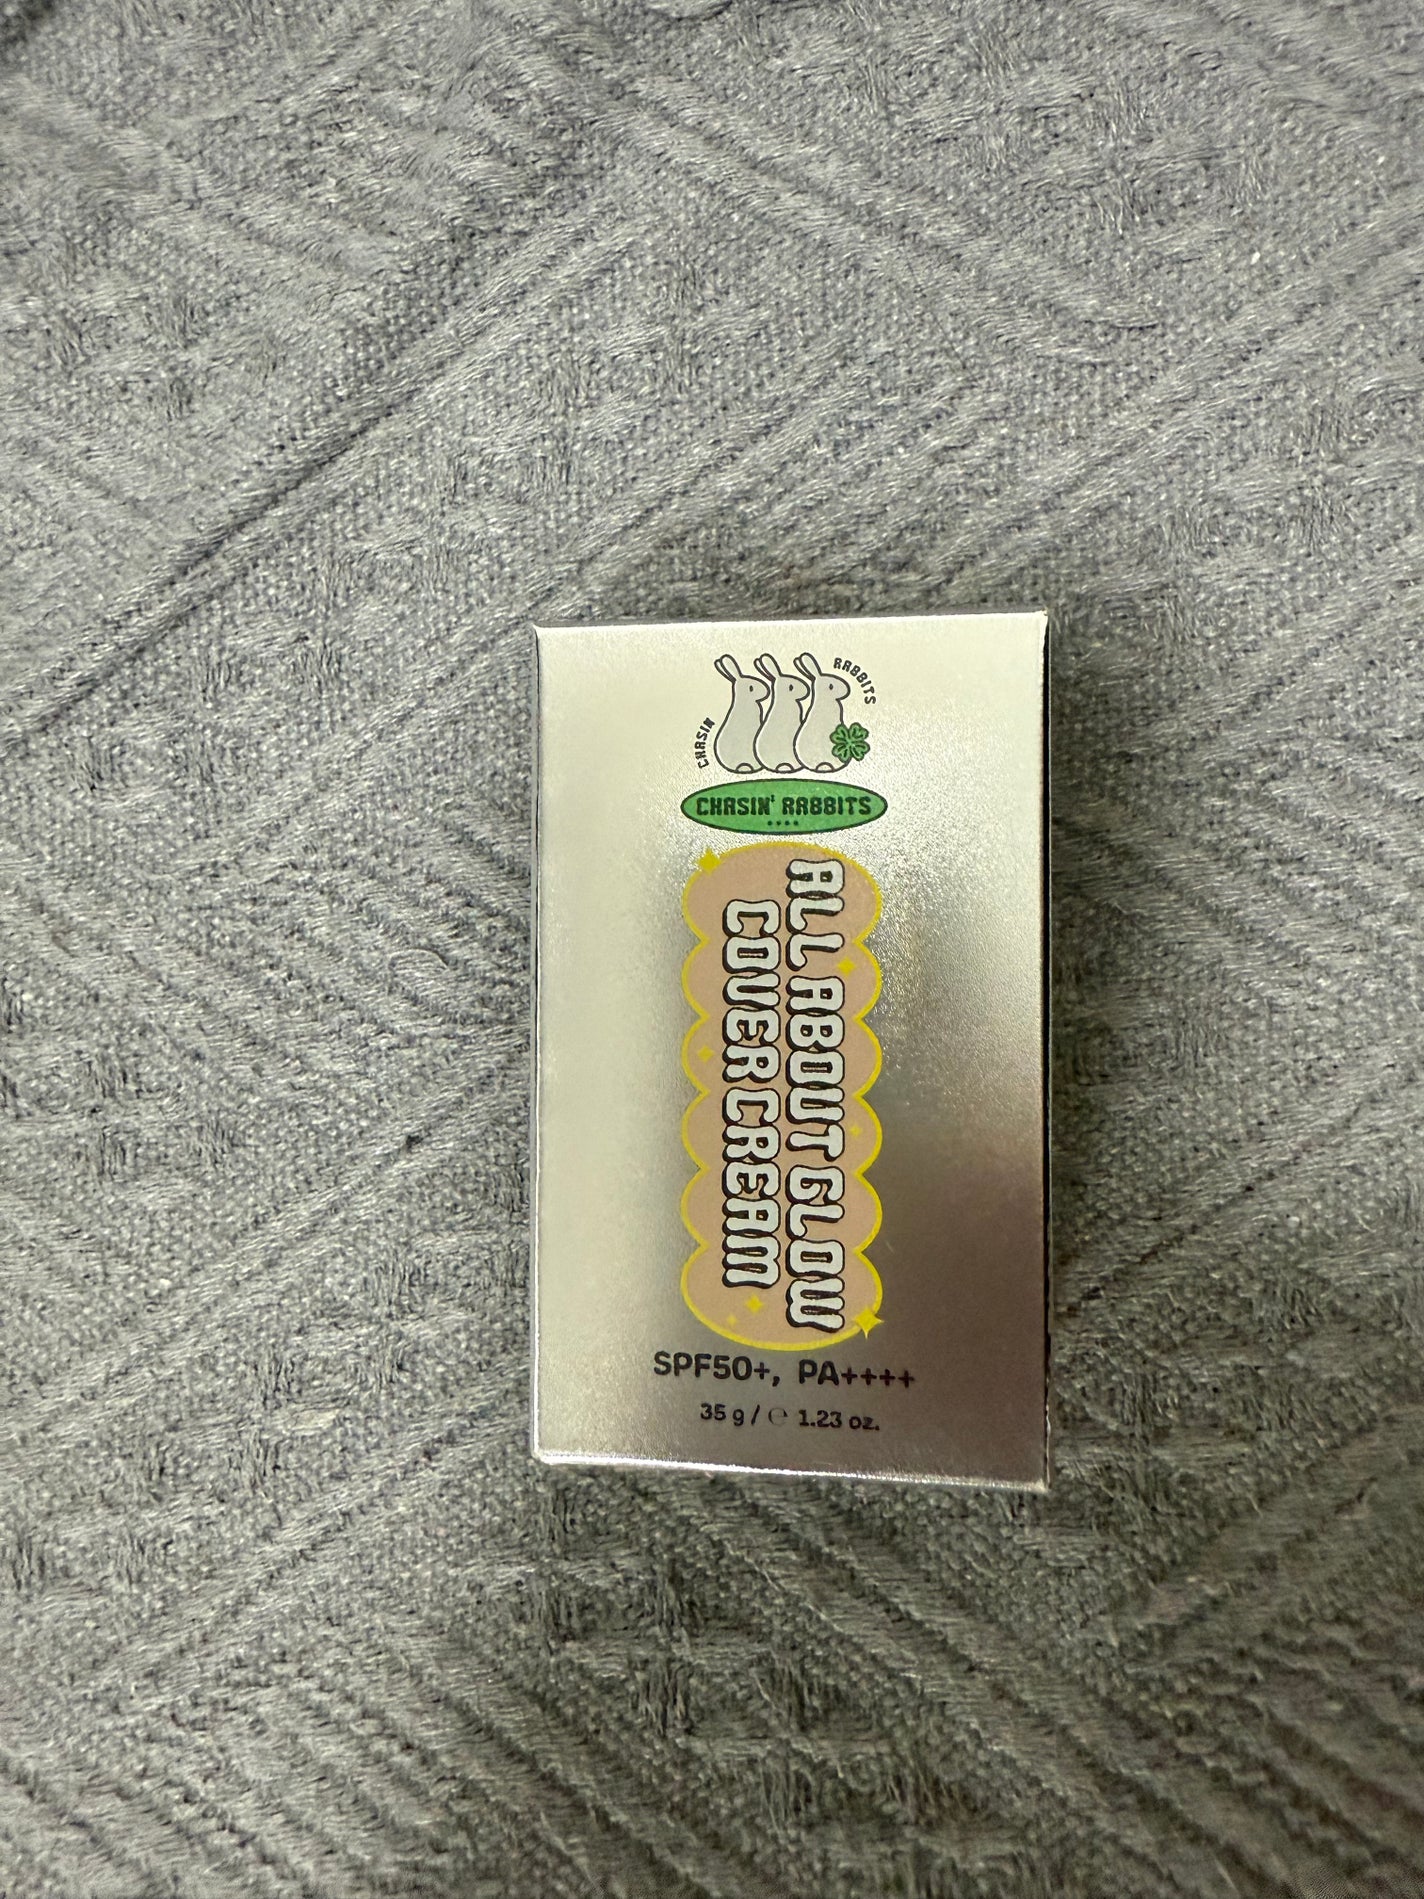 CHASIN
RABBITS
CHASIN' RABBITS
ALL ABOUT GLOW
COVER CREAM
SPF50+, PA++++
35 g / ℮ 1.23 oz.